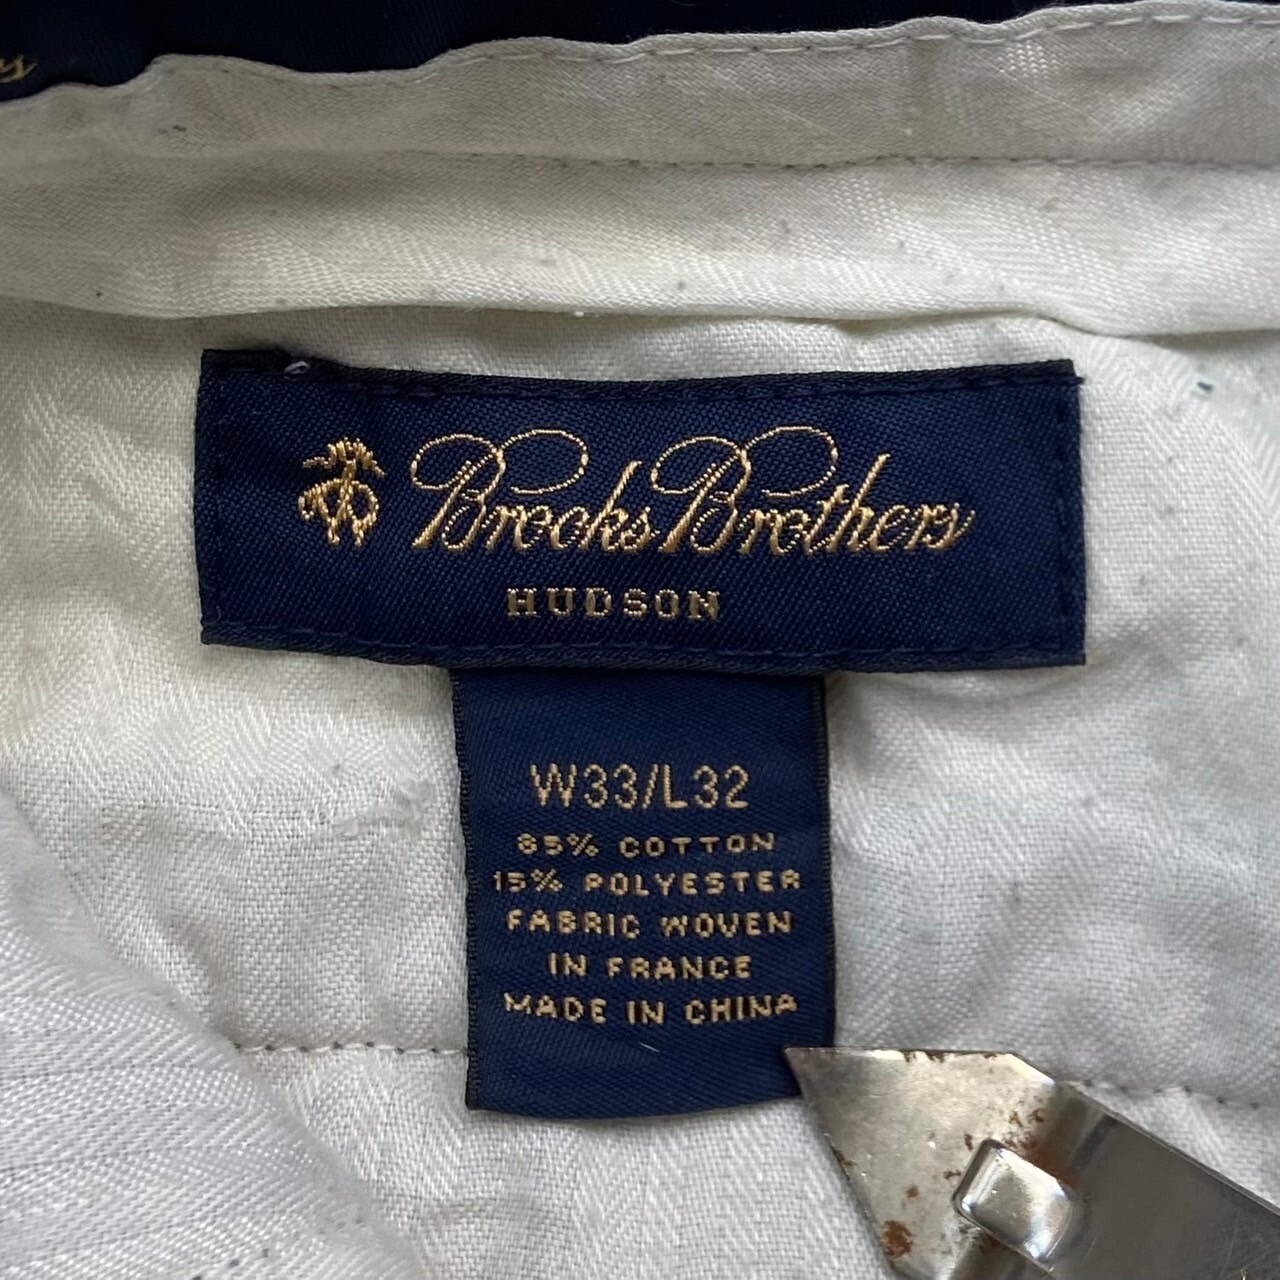 Brooks Brothers
HUDSON
W33/L32
85% COTTON
15% POLYESTER
FABRIC WOVEN
IN FRANCE
MADE IN CHINA